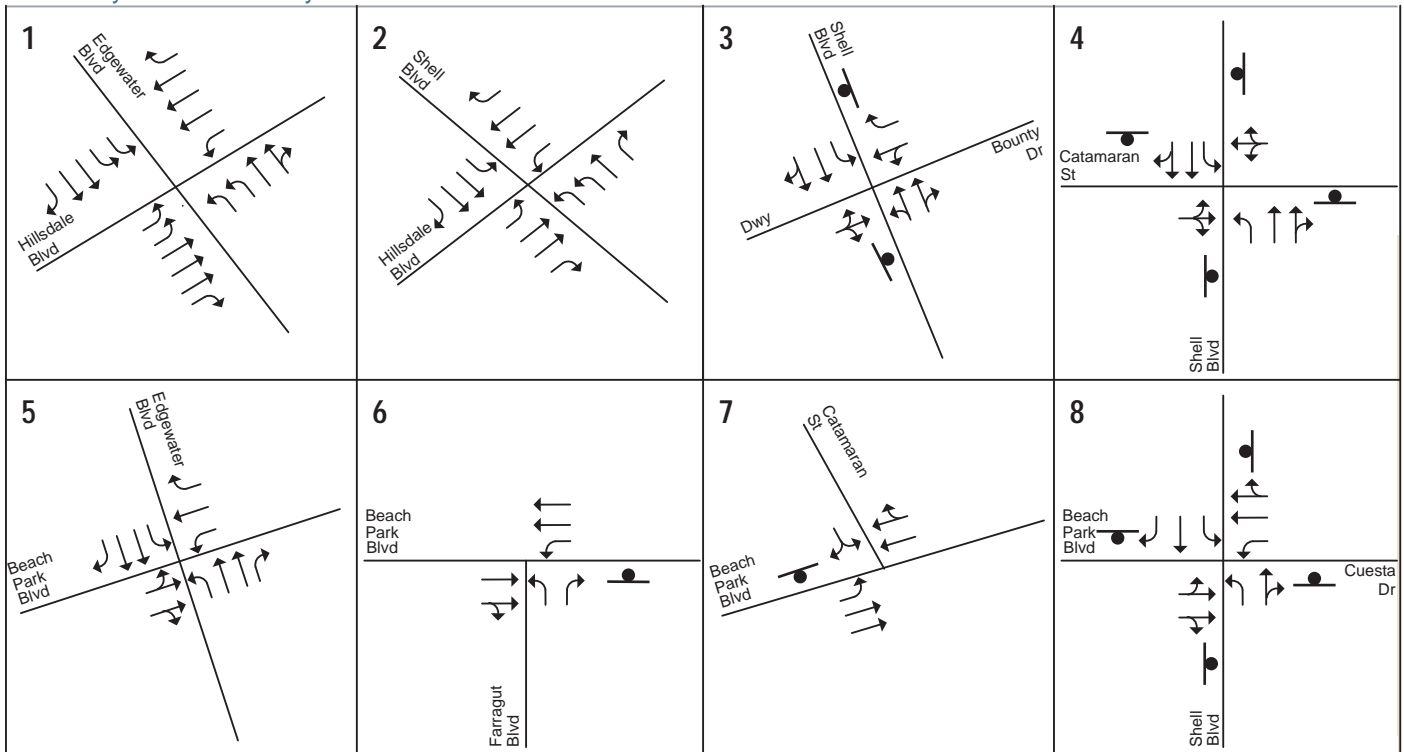 1
Edgewater
Blvd
Hillsdale
Blvd
2
Shell
Blvd
Hillsdale
Blvd
3
Shell
Blvd
Bounty
Dr
Dwy
4
Catamaran
St
Shell
Blvd
5
Edgewater
Blvd
Beach
Park
Blvd
6
Beach
Park
Blvd
Farragut
Blvd
7
Catamaran
St
Beach
Park
Blvd
8
Beach
Park
Blvd
Cuesta
Dr
Shell
Blvd